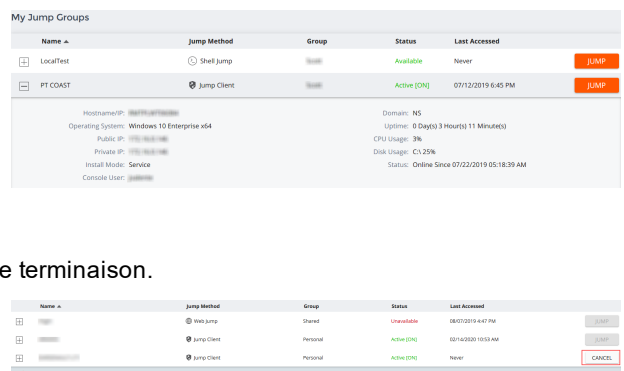 My Jump Groups
Name Jump Method Group Status Last Accessed
LocalTest Shell Jump Available Never JUMP
PT COAST Jump Client Active [ON] 07/12/2019 6:45 PM JUMP
Hostname/IP: Domain: NS
Operating System: Windows 10 Enterprise x64 Uptime: 0 Day(s) 3 Hour(s) 11 Minute(s)
Public IP: CPU Usage: 3%
Private IP: Disk Usage: C:\ 25%
Install Mode: Service Status: Online Since 07/22/2019 05:18:39 AM
Console User:
e terminaison.
Name Jump Method Group Status Last Accessed
Web Jump Shared Unavailable 08/07/2019 4:47 PM JUMP
Jump Client Personal Active [ON] 02/14/2020 10:53 AM JUMP
Jump Client Personal Active [ON] Never CANCEL